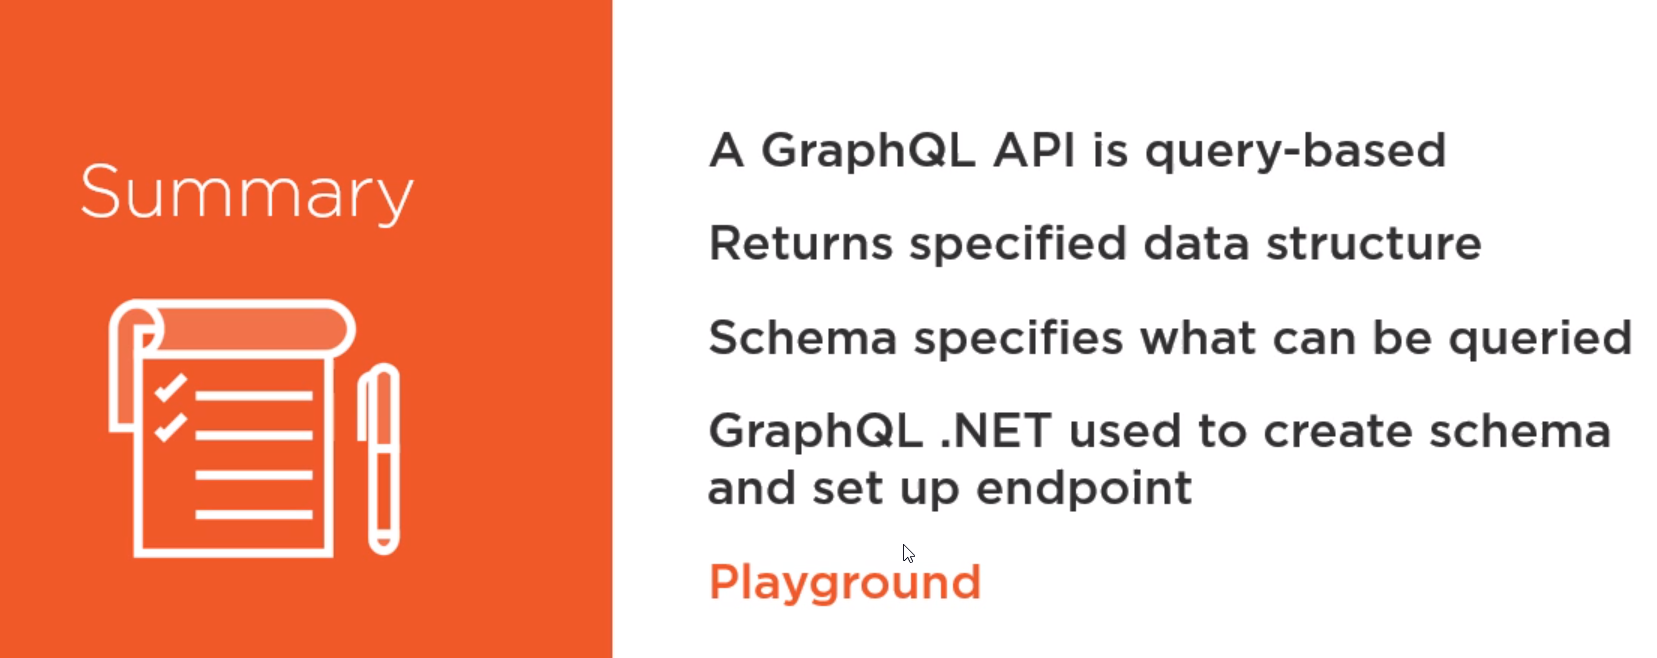 Summary
A GraphQL API is query-based
Returns specified data structure
Schema specifies what can be queried
GraphQL .NET used to create schema
and set up endpoint
Playground